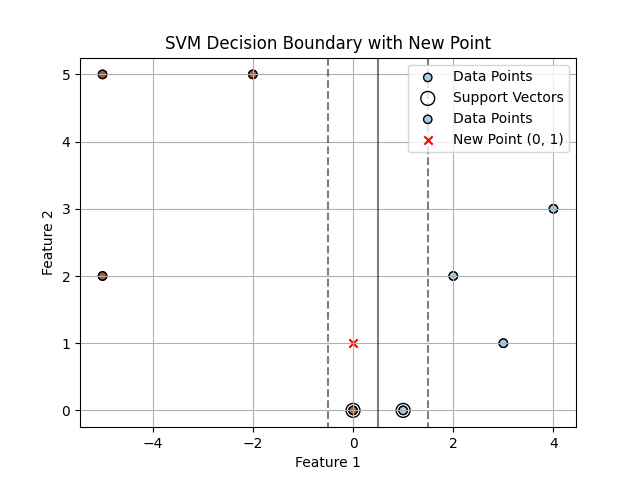 SVM Decision Boundary with New Point
Data Points
Support Vectors
Data Points
New Point (0, 1)
Feature 2
5
4
3
2
1
0
−4
−2
0
2
4
Feature 1